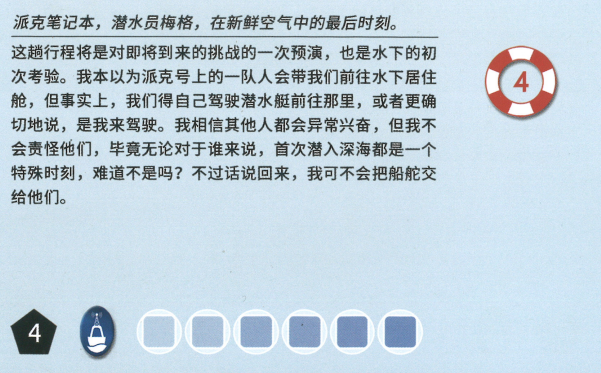 派克笔记本，潜水员梅格，在新鲜空气中的最后时刻。
这趟行程将是对即将到来的挑战的一次预演，也是水下的初
次考验。我本以为派克号上的一队人会带我们前往水下居住
舱，但事实上，我们得自己驾驶潜水艇前往那里，或者更确
切地说，是我来驾驶。我相信其他人都会异常兴奋，但我不
会责怪他们，毕竟无论对于谁来说，首次潜入深海都是一个
特殊时刻，难道不是吗？不过话说回来，我可不会把船舵交
给他们。
4
4